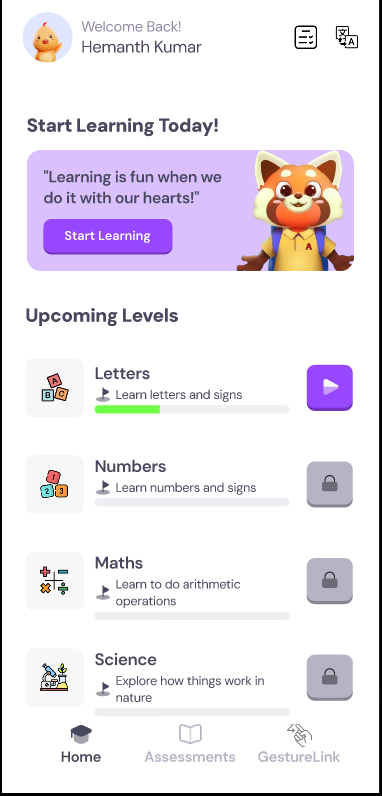 Welcome Back!
Hemanth Kumar
文
A
Start Learning Today!
"Learning is fun when we
do it with our hearts!"
Start Learning
A
Upcoming Levels
A
B C
Letters
Learn letters and signs
1
2 3
Numbers
Learn numbers and signs
Maths
Learn to do arithmetic
operations
Science
Explore how things work in
nature
Home
Assessments
GestureLink